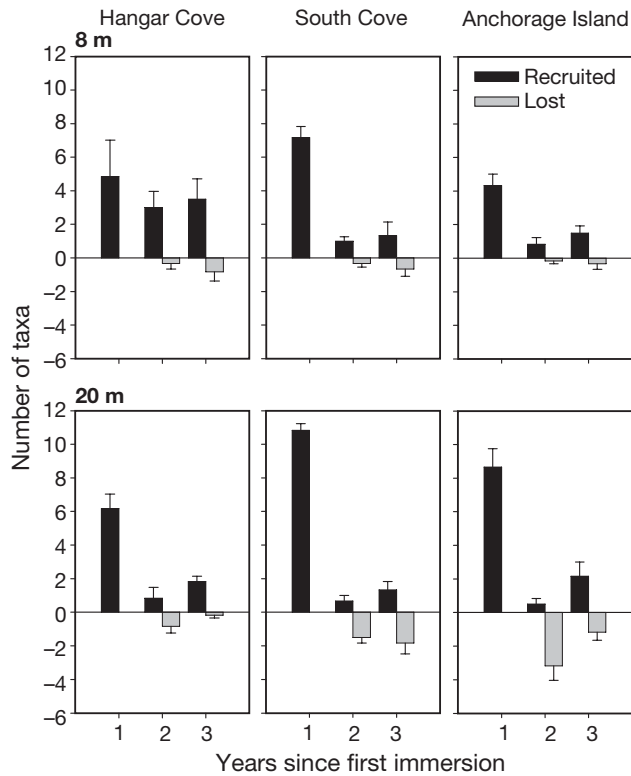 Hangar Cove South Cove Anchorage Island
8 m
12
10
8
6
4
2
0
–2
–4
–6
Recruited
Lost
Number of taxa
20 m
12
10
8
6
4
2
0
–2
–4
–6
1 2 3 1 2 3 1 2 3
Years since first immersion